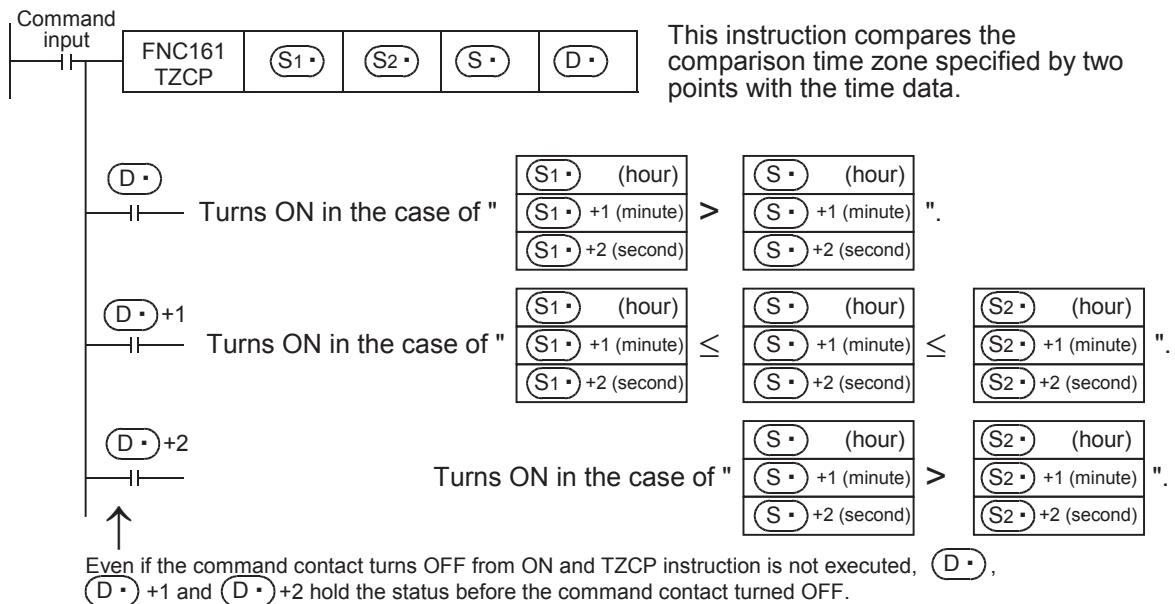 Command
input
FNC161
TZCP
S1・ S2・ S・ D・
This instruction compares the
comparison time zone specified by two
points with the time data.
D・
Turns ON in the case of " S1・ (hour) S1・ +1 (minute) S1・ +2 (second) > S・ (hour) S・ +1 (minute) S・ +2 (second) ".
D・ +1
Turns ON in the case of " S1・ (hour) S1・ +1 (minute) S1・ +2 (second) ≤ S・ (hour) S・ +1 (minute) S・ +2 (second) ≤ S2・ (hour) S2・ +1 (minute) S2・ +2 (second) ".
D・ +2
Turns ON in the case of " S・ (hour) S・ +1 (minute) S・ +2 (second) > S2・ (hour) S2・ +1 (minute) S2・ +2 (second) ".
Even if the command contact turns OFF from ON and TZCP instruction is not executed, D・ ,
D・ +1 and D・ +2 hold the status before the command contact turned OFF.